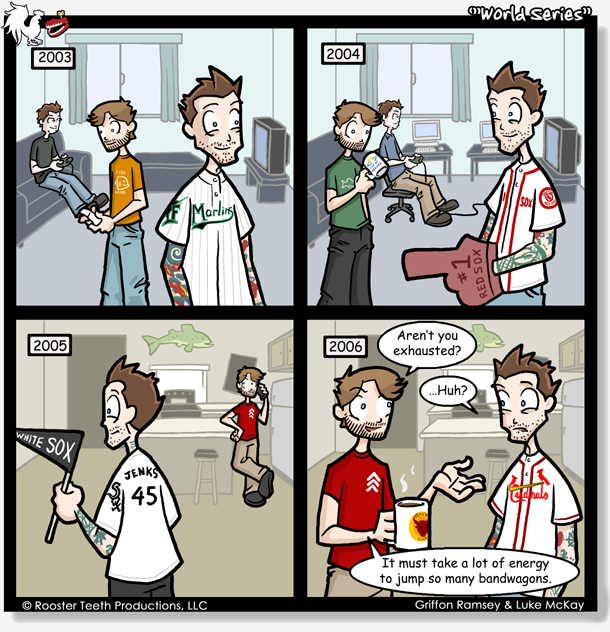 ("World Series")
2003
Marlins
F
2004
SOX
#1
RED SOX
2005
WHITE SOX
JENKS
45
SOX
2006
Aren't you
exhausted?
...Huh?
Cardinals
It must take a lot of energy
to jump so many bandwagons.
© Rooster Teeth Productions, LLC
Griffon Ramsey & Luke McKay